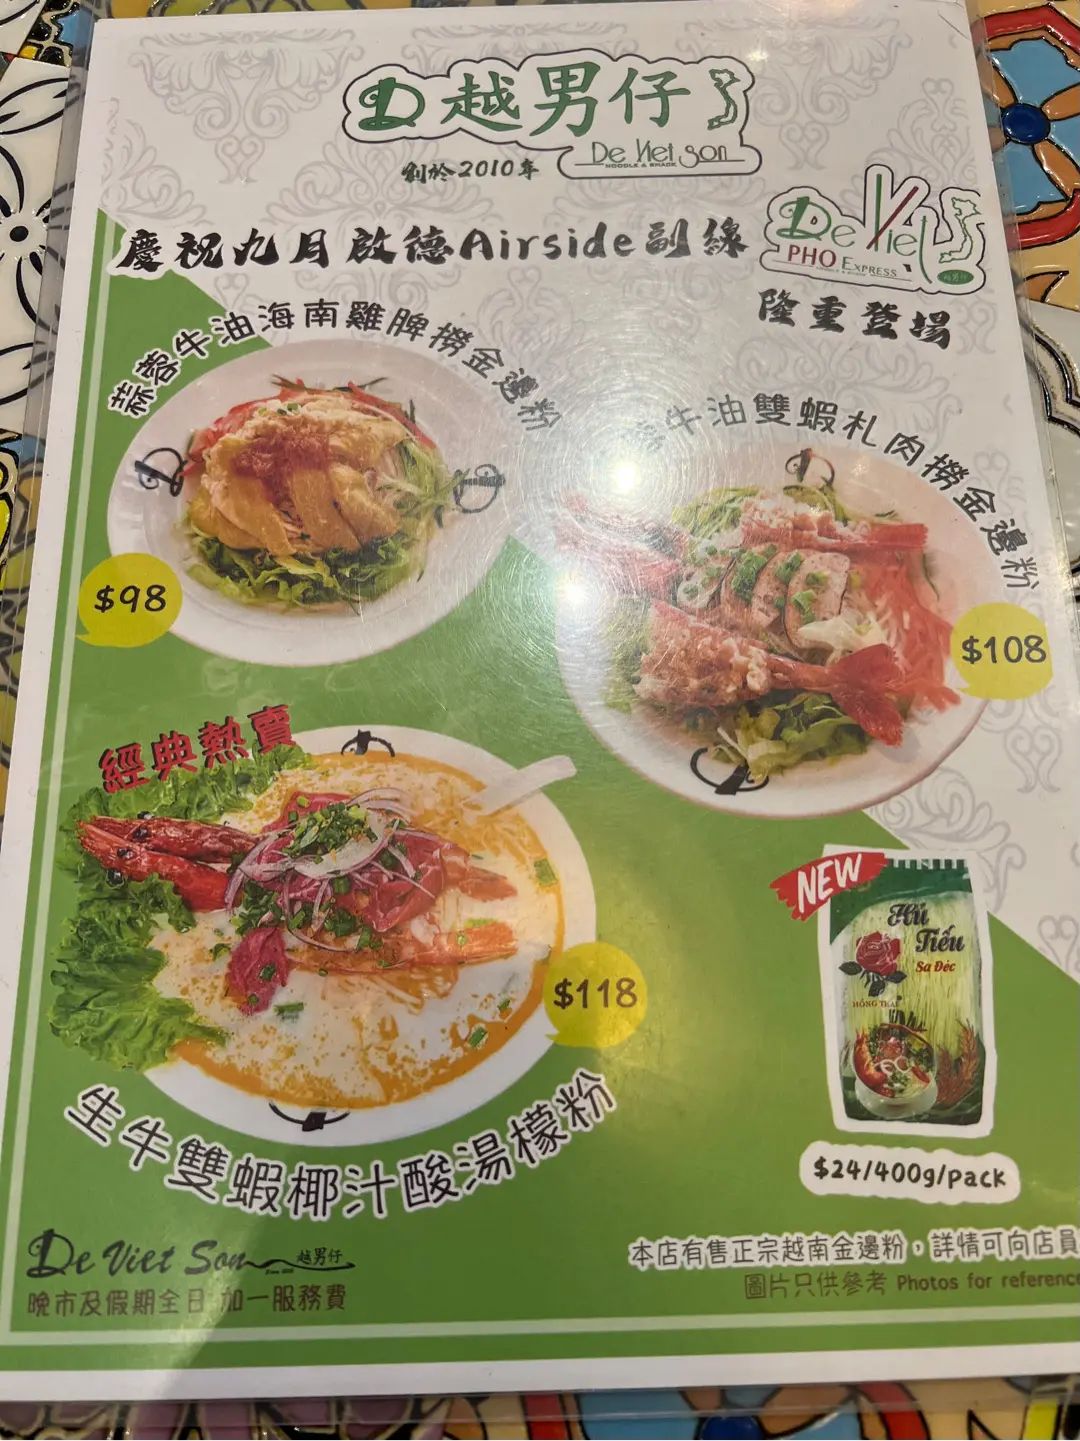 D 越男仔
De Viet Son
NOODLE & SHACK
創於2010年
慶祝九月啟德Airside副線
De Viet
PHO EXPRESS
越男仔
隆重登場
蒜蓉牛油海南雞脾撈金邊粉
$98
牛油雙蝦札肉撈金邊粉
$108
經典熱賣
$118
生牛雙蝦椰汁酸湯檬粉
NEW
Hủ
Tiếu
Sa Đéc
HỒNG THÁI
$24/400g/pack
De Viet Son
越男仔
晚市及假期全日 加一服務費
本店有售正宗越南金邊粉，詳情可向店員
圖片只供參考 Photos for reference